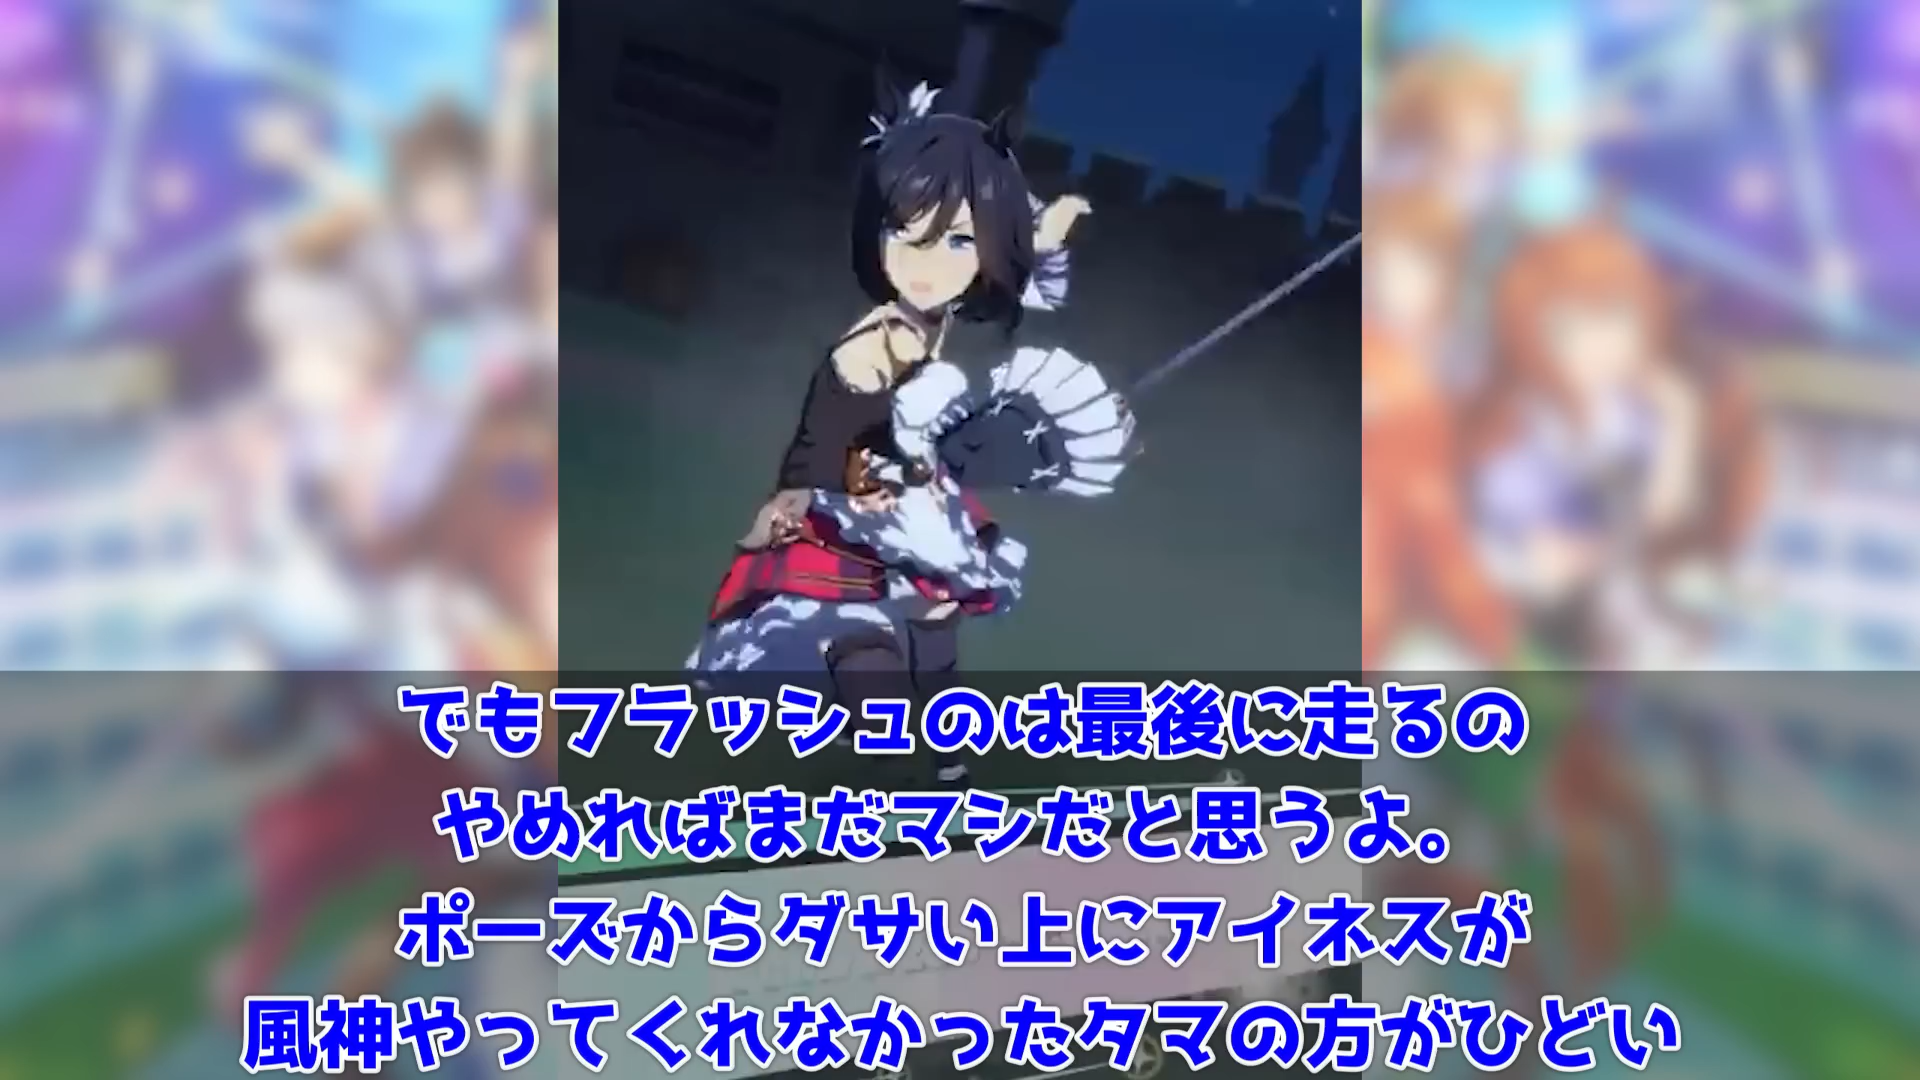 でもフラッシュのは最後に走るの
やめればまだマシだと思うよ。
ポーズからダサい上にアイネスが
風神やってくれなかったタマの方がひどい